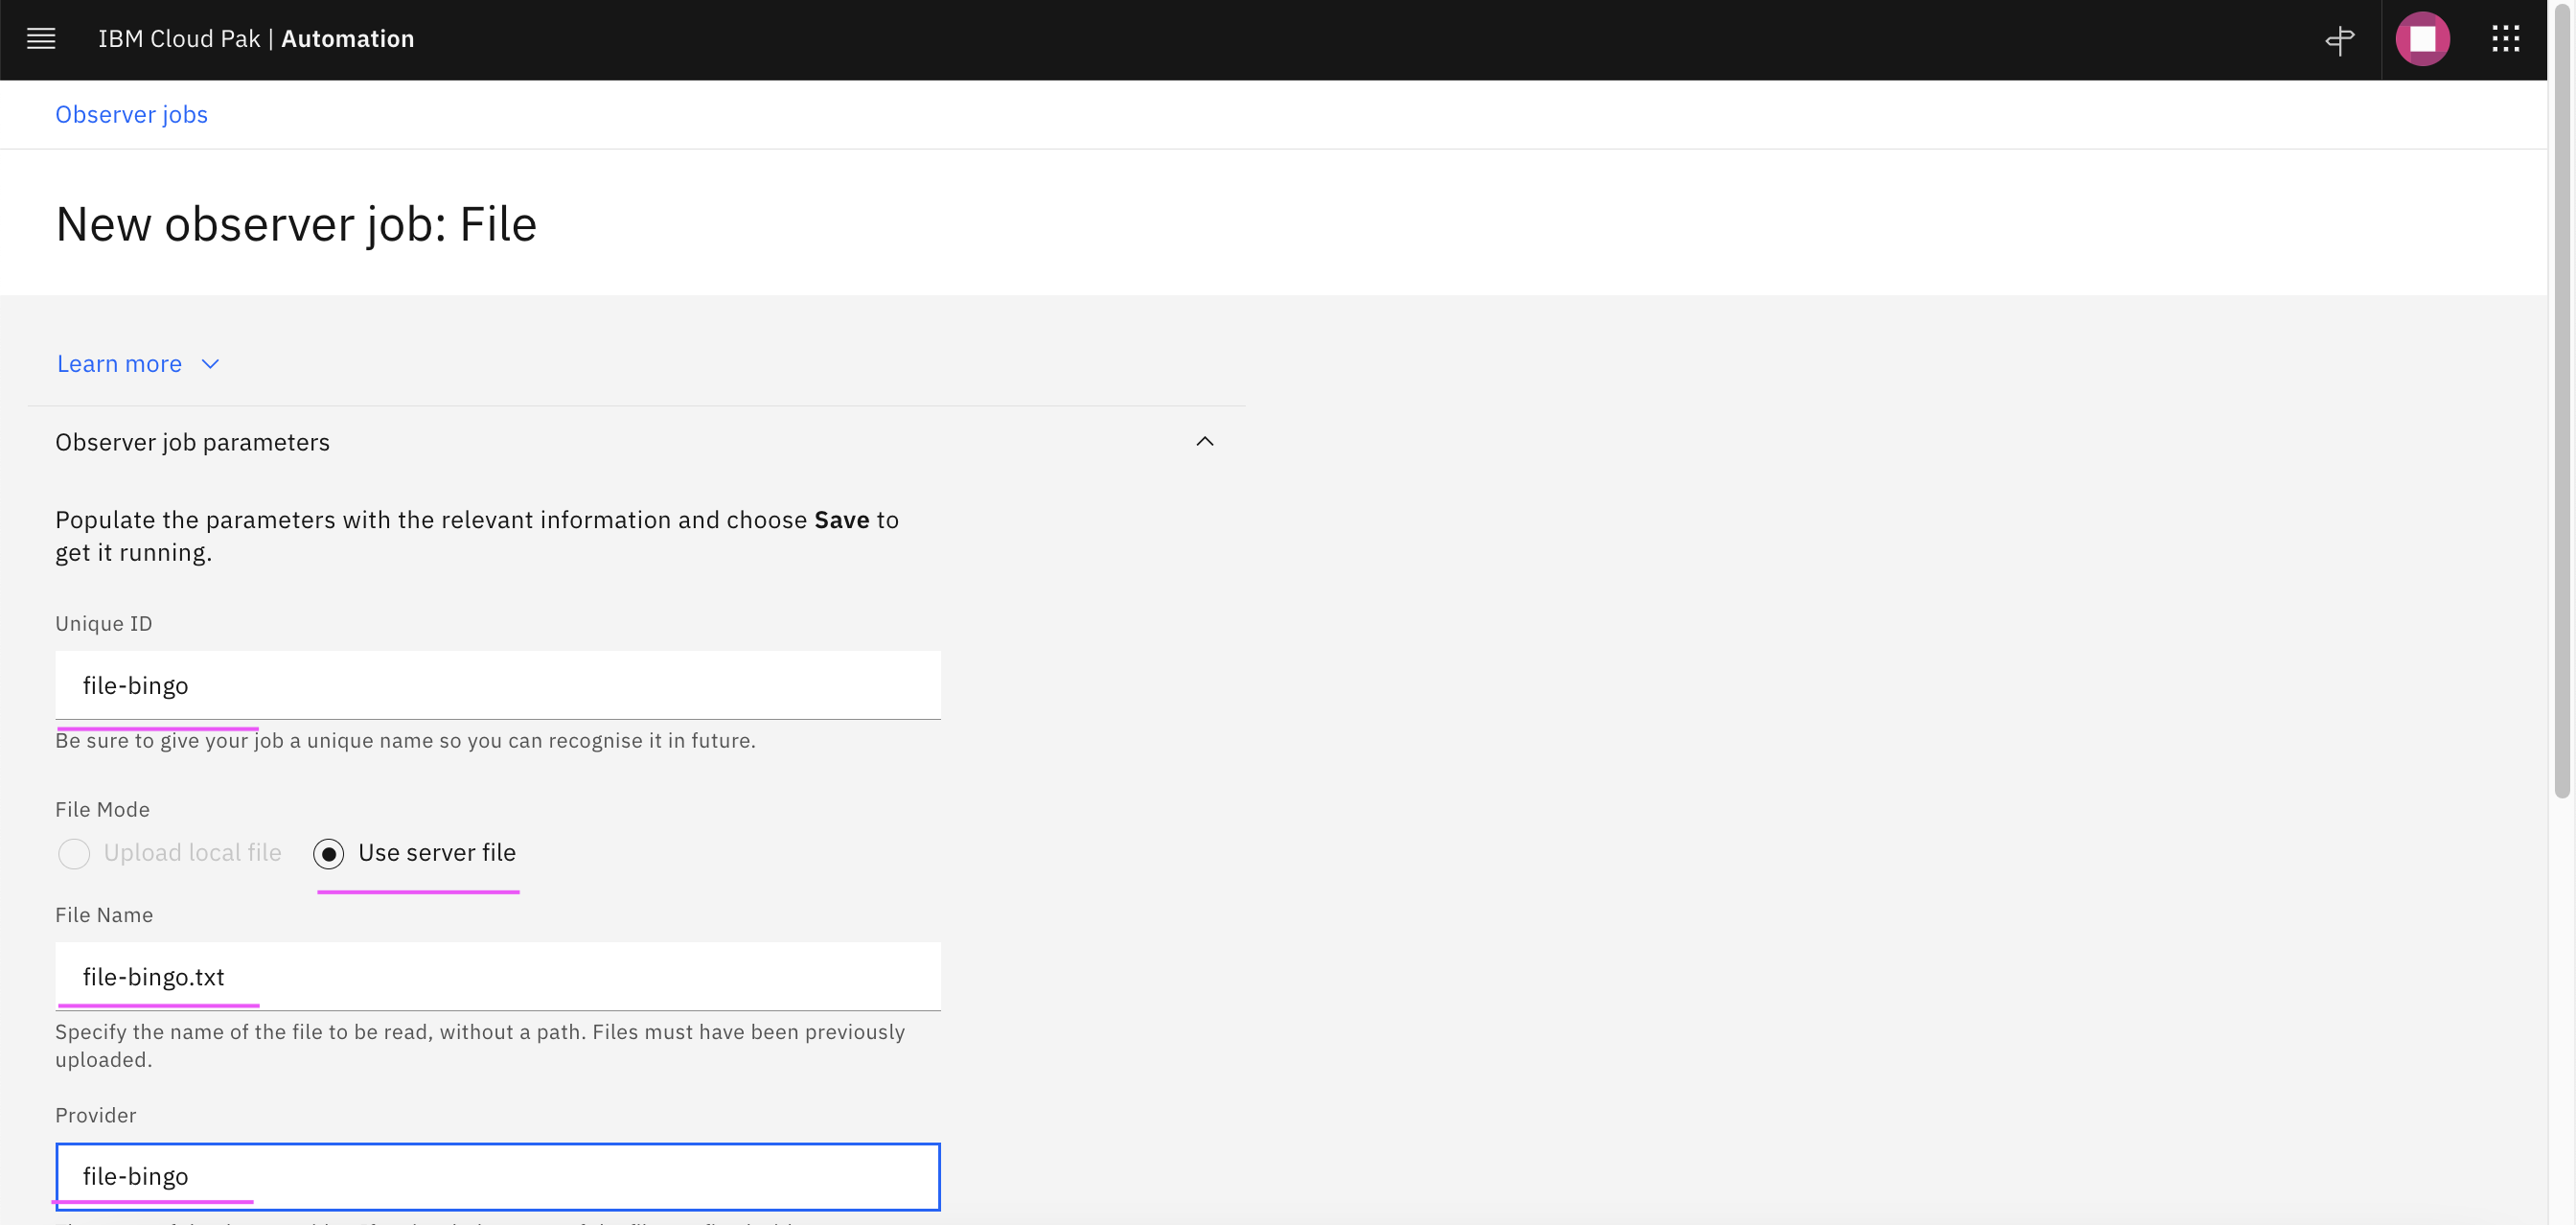 IBM Cloud Pak | Automation
Observer jobs
New observer job: File
Learn more
Observer job parameters
Populate the parameters with the relevant information and choose Save to
get it running.
Unique ID
file-bingo
Be sure to give your job a unique name so you can recognise it in future.
File Mode
Upload local file Use server file
File Name
file-bingo.txt
Specify the name of the file to be read, without a path. Files must have been previously
uploaded.
Provider
file-bingo